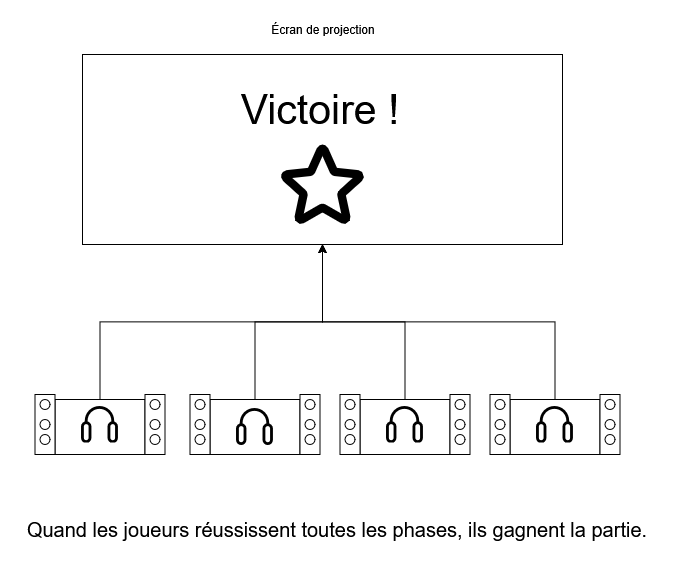 Écran de projection
Victoire !
Quand les joueurs réussissent toutes les phases, ils gagnent la partie.